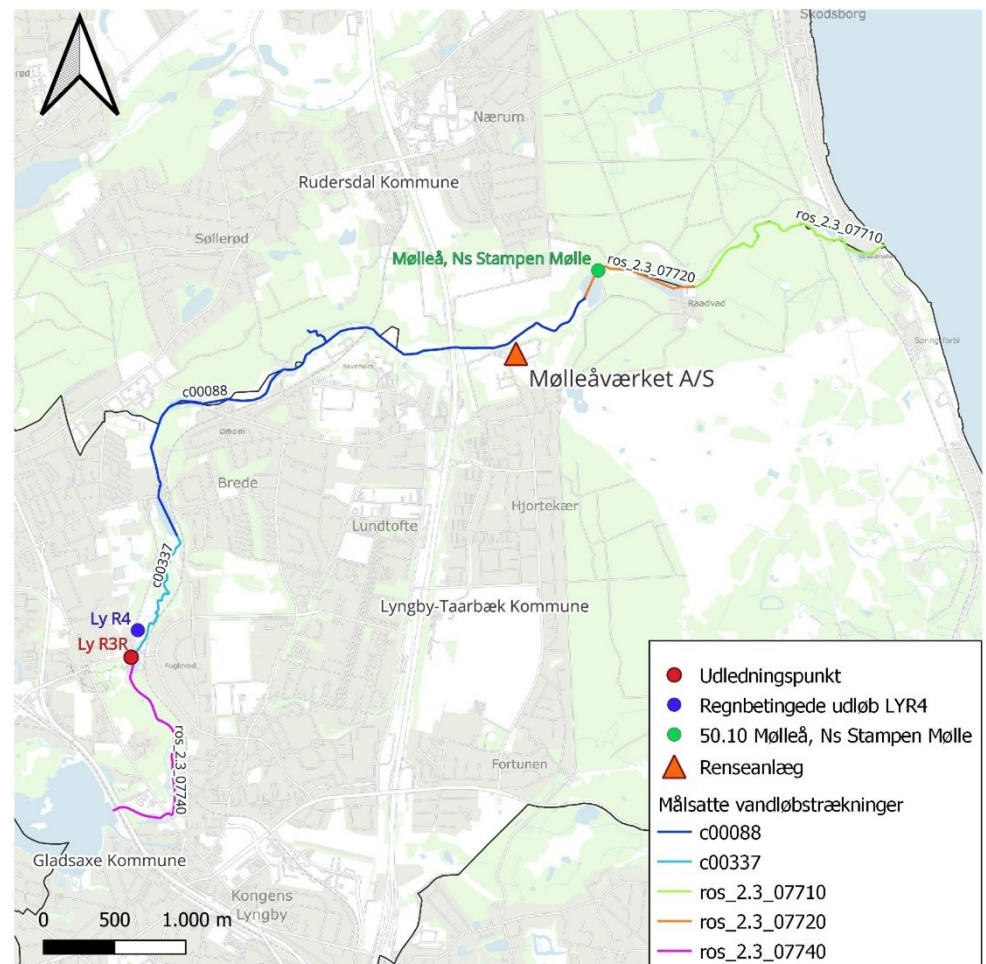 Skodsborg
Nærum
Rudersdal Kommune
Søllerød
Mølleå, Ns Stampen Mølle
ros_2.3_07720
ros_2.3_07710
Raadvad
Mølleåværket A/S
Ravnholm
c00088
Ørholm
Brede
Hjortekær
Lundtofte
c00337
Lyngby-Taarbæk Kommune
Ly R4
Ly R3R
Fuglevad
ros_2.3_07740
Fortunen
Gladsaxe Kommune
Kongens
Lyngby
0 500 1.000 m
Udledningspunkt
Regnbetingede udløb LYR4
50.10 Mølleå, Ns Stampen Mølle
Renseanlæg
Målsatte vandløbstrækninger
c00088
c00337
ros_2.3_07710
ros_2.3_07720
ros_2.3_07740